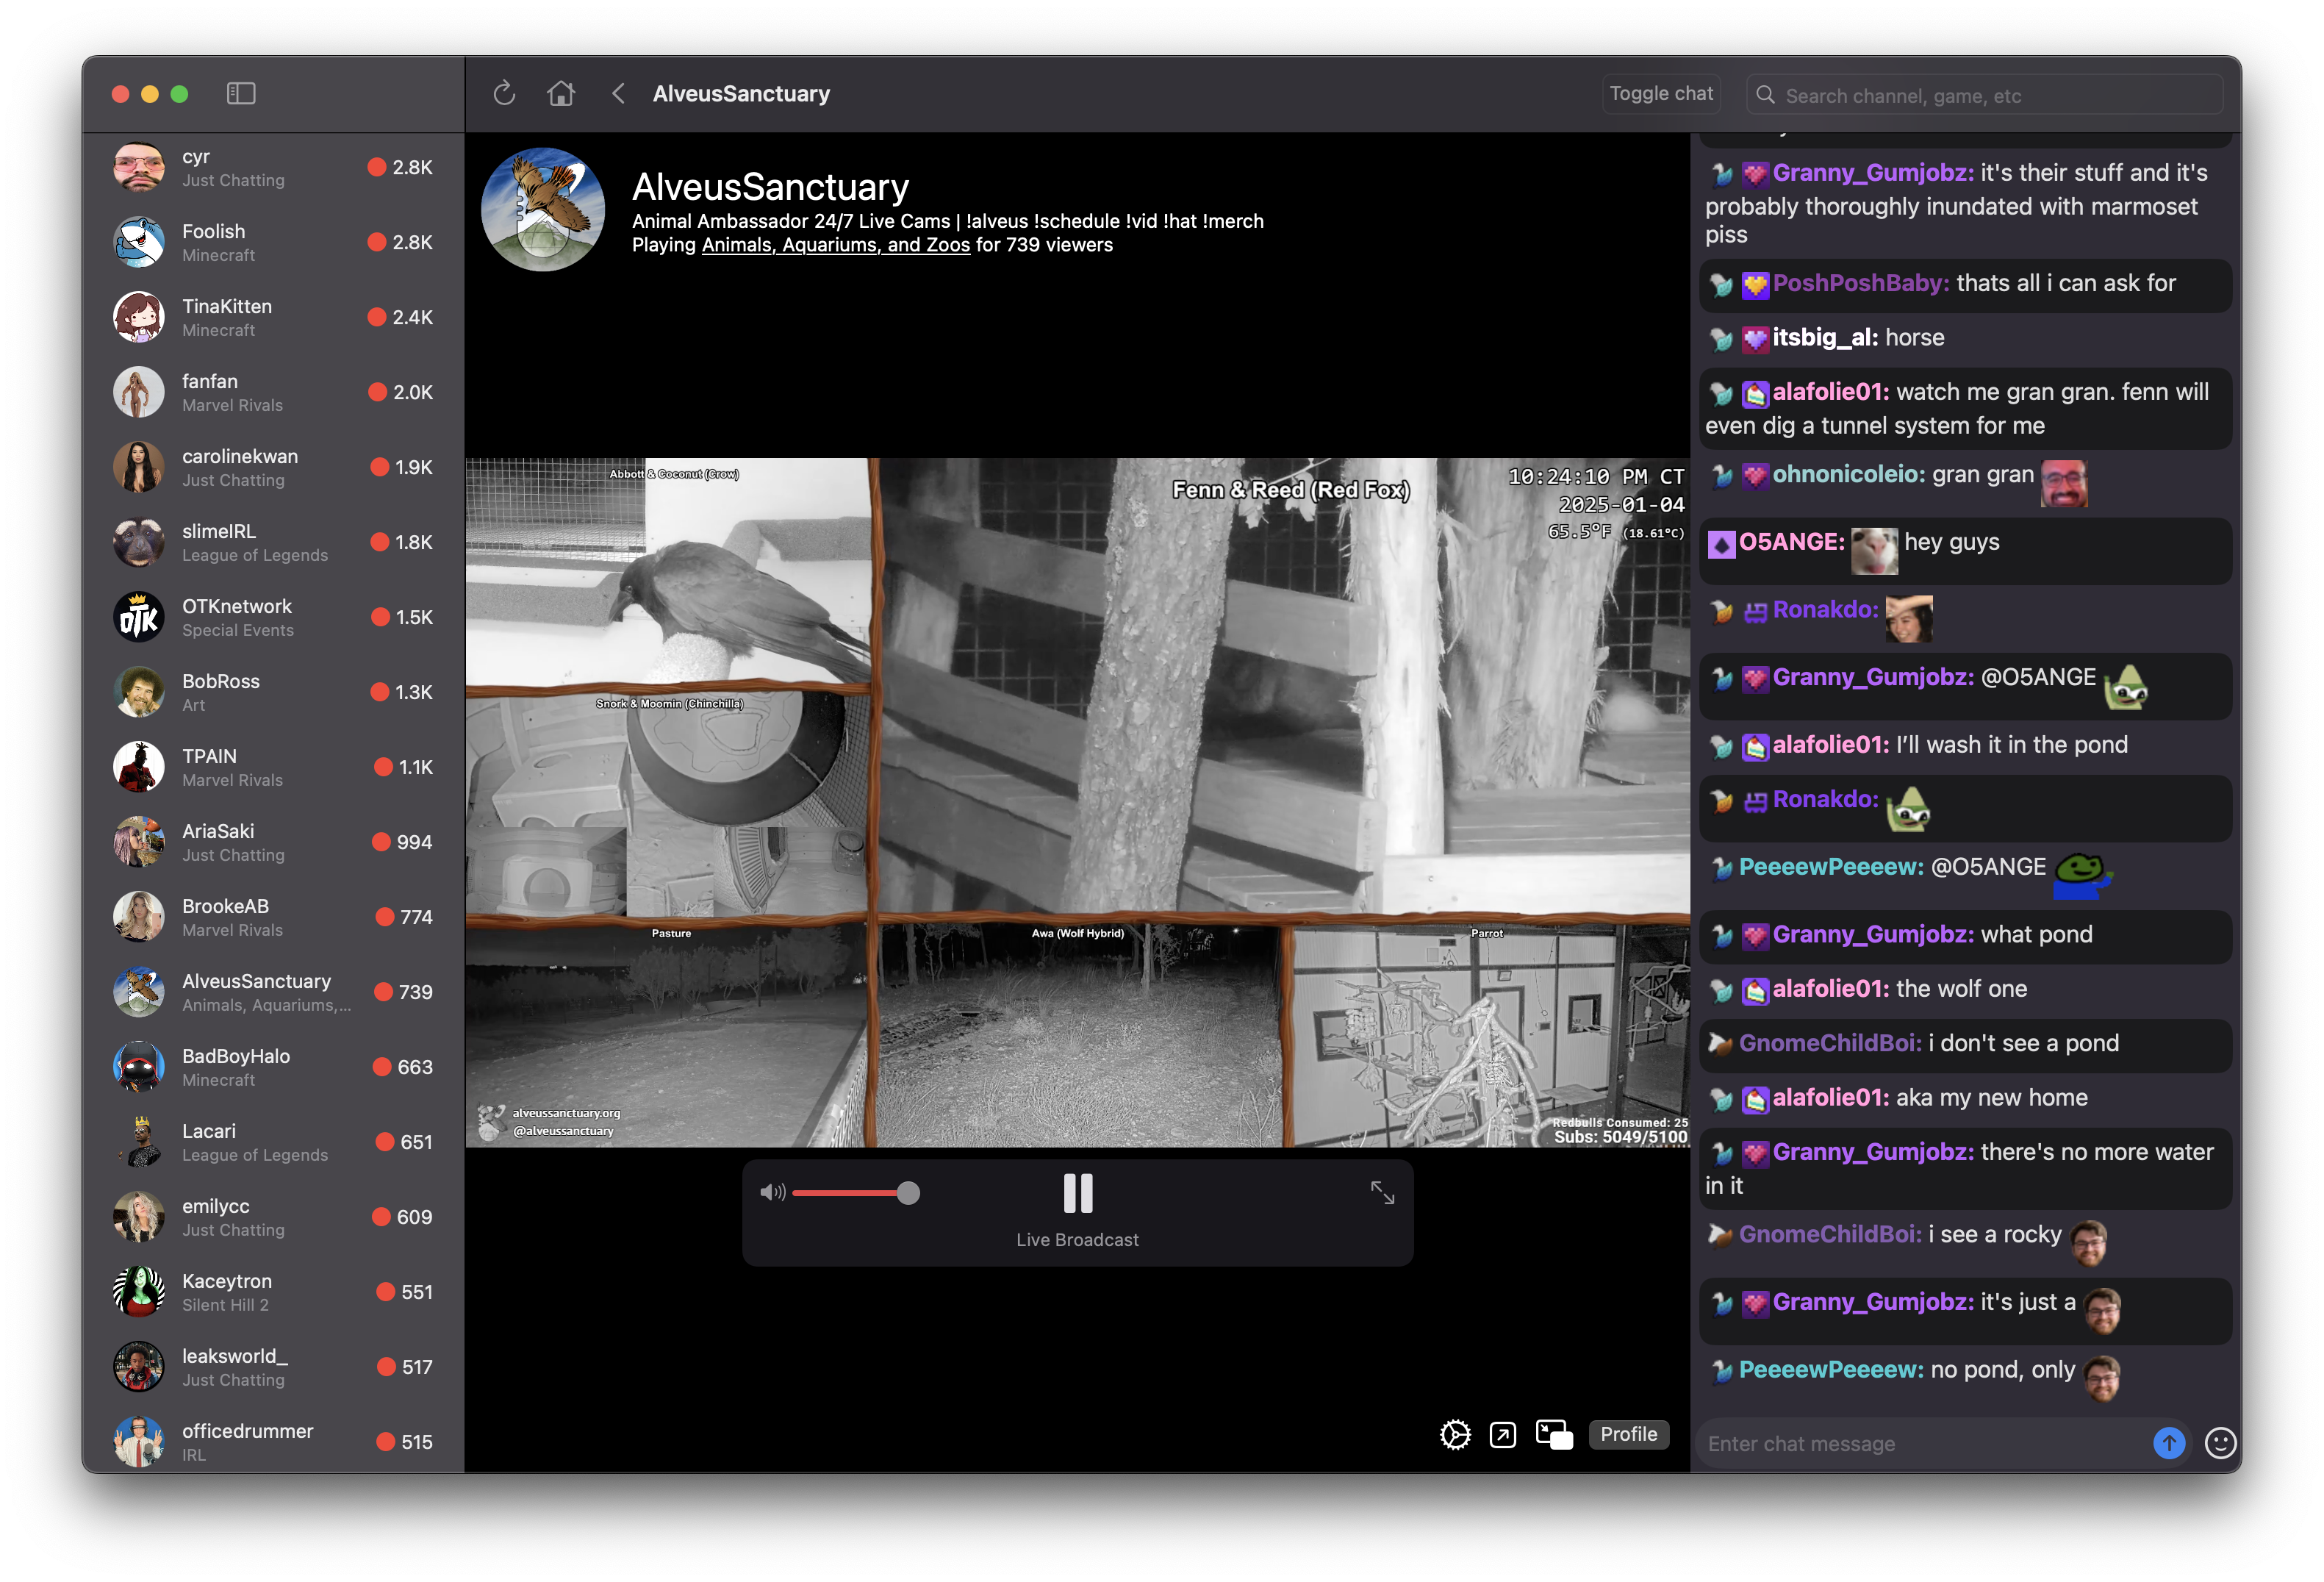 AlveusSanctuary
Toggle chat
Search channel, game, etc
cyr
Just Chatting
2.8K
Foolish
Minecraft
2.8K
TinaKitten
Minecraft
2.4K
fanfan
Marvel Rivals
2.0K
carolinekwan
Just Chatting
1.9K
slimeIRL
League of Legends
1.8K
OTKnetwork
Special Events
1.5K
OTK
BobRoss
Art
1.3K
TPAIN
Marvel Rivals
1.1K
AriaSaki
Just Chatting
994
BrookeAB
Marvel Rivals
774
AlveusSanctuary
Animals, Aquariums,...
739
BadBoyHalo
Minecraft
663
Lacari
League of Legends
651
emilycc
Just Chatting
609
Kaceytron
Silent Hill 2
551
leaksworld_
Just Chatting
517
officedrummer
IRL
515
AlveusSanctuary
Animal Ambassador 24/7 Live Cams | !alveus !schedule !vid !hat !merch
Playing Animals, Aquariums, and Zoos for 739 viewers
Abbott & Coconut (Crow)
Fenn & Reed (Red Fox)
10:24:10 PM CT
2025-01-04
65.5°F (18.61°C)
Snork & Moomin (Chinchilla)
Pasture
Awa (Wolf Hybrid)
Parrot
alveussanctuary.org
@alveussanctuary
Redbulls Consumed: 25
Subs: 5049/5100
Live Broadcast
Profile
Granny_Gumjobz: it's their stuff and it's
probably thoroughly inundated with marmoset
piss
PoshPoshBaby: thats all i can ask for
itsbig_al: horse
alafolie01: watch me gran gran. fenn will
even dig a tunnel system for me
ohnonicoleio: gran gran
O5ANGE: hey guys
Ronakdo:
Granny_Gumjobz: @O5ANGE
alafolie01: I’ll wash it in the pond
Ronakdo:
PeeeewPeeeew: @O5ANGE
Granny_Gumjobz: what pond
alafolie01: the wolf one
GnomeChildBoi: i don't see a pond
alafolie01: aka my new home
Granny_Gumjobz: there's no more water
in it
GnomeChildBoi: i see a rocky
Granny_Gumjobz: it's just a
PeeeewPeeeew: no pond, only
Enter chat message